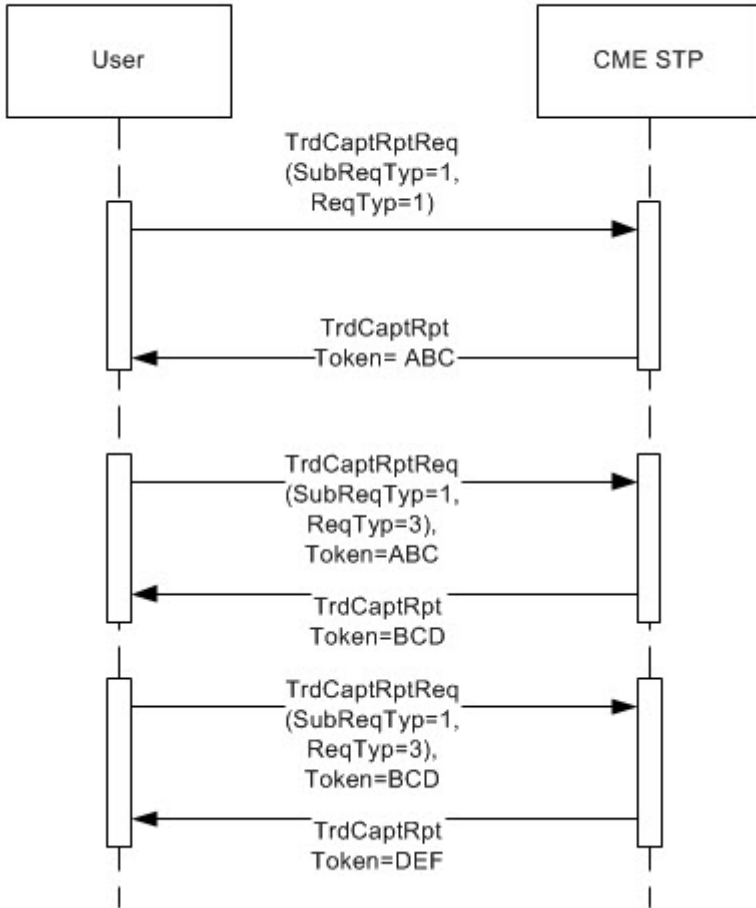 User
CME STP
TrdCaptRptReq
(SubReqTyp=1,
ReqTyp=1)
TrdCaptRpt
Token= ABC
TrdCaptRptReq
(SubReqTyp=1,
ReqTyp=3),
Token=ABC
TrdCaptRpt
Token=BCD
TrdCaptRptReq
(SubReqTyp=1,
ReqTyp=3),
Token=BCD
TrdCaptRpt
Token=DEF